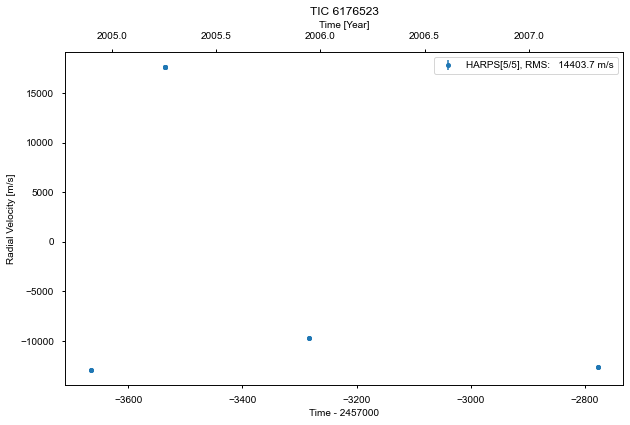 TIC 6176523
Time [Year]
2005.0 2005.5 2006.0 2006.5 2007.0
HARPS[5/5], RMS: 14403.7 m/s
Radial Velocity [m/s]
15000
10000
5000
0
−5000
−10000
−3600 −3400 −3200 −3000 −2800
Time - 2457000